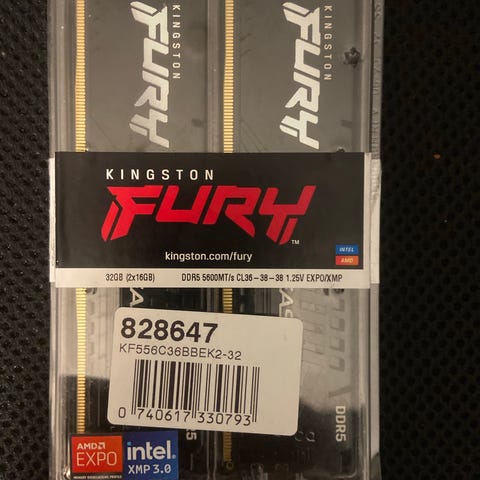 KINGSTON
FURY
KINGSTON
FURY
KINGSTON
FURY™
kingston.com/fury
INTEL
AMD
32GB (2x16GB) DDR5 5600MT/s CL36-38-38 1.25V EXPO/XMP
828647
KF556C36BBEK2-32
0 740617 330793
DDR5
AMD
EXPO
intel.
XMP 3.0